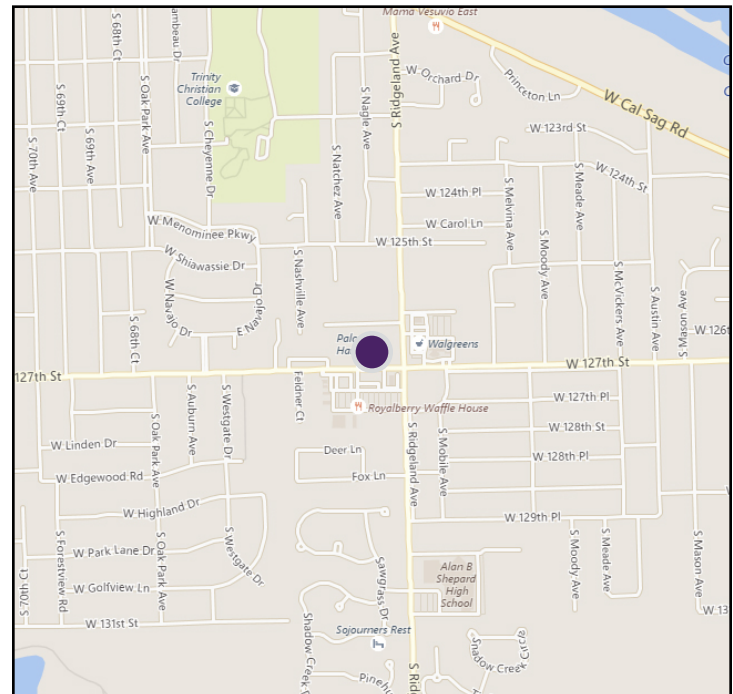 Mama Vesuvio East
S 68th Ct
S 69th Ct
S 70th Ave
S 69th Ave
S Oak Park Ave
S Cheyenne Dr
Trinity
Christian
College
S Nagle Ave
S Natchez Ave
S Ridgeland Ave
W Orchard Dr
Princeton Ln
W Cal Sag Rd
W 123rd St
W 124th St
W 124th Pl
W Carol Ln
W 125th St
S Melvina Ave
S Moody Ave
S Meade Ave
S McVickers Ave
S Austin Ave
S Mason Ave
W 126
W Menominee Pkwy
W Shiawassie Dr
W Navajo Dr
E Navajo Dr
S Nashville Ave
S 68th Ct
Walgreens
127th St
W 127th St
Feldner Ct
Royalberry Waffle House
S Auburn Ave
S Westgate Dr
S Oak Park Ave
W Linden Dr
W Edgewood Rd
W Highland Dr
W Park Lane Dr
W Golfview Ln
W 131st St
S Forestview Rd
S 70th Ct
S Westgate Dr
Deer Ln
Fox Ln
S Ridgeland Ave
S Mobile Ave
W 127th Pl
W 128th St
W 128th Pl
W 129th Pl
S Moody Ave
S Meade Ave
S Mason Ave
W 13
Alan B
Shepard
High
School
Sawgrass Dr
Sojourners Rest
Shadow Creek
Shadow Creek Circle
Pinehu
S Rid